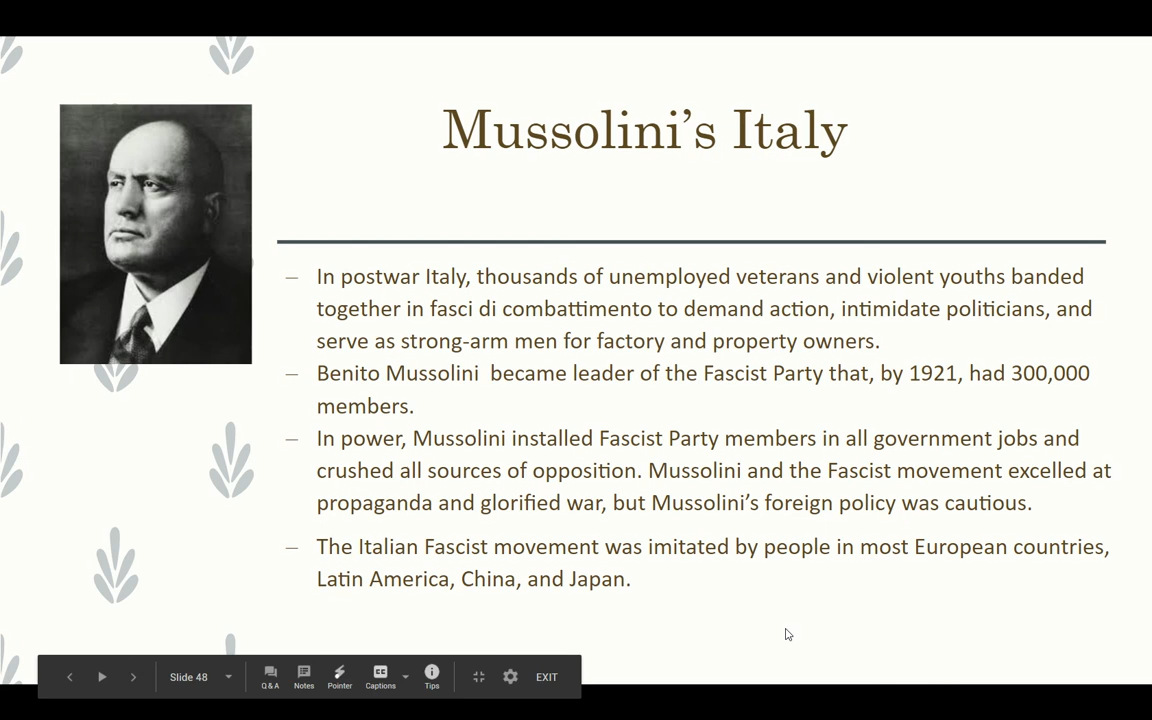 Mussolini's Italy
– In postwar Italy, thousands of unemployed veterans and violent youths banded
together in fasci di combattimento to demand action, intimidate politicians, and
serve as strong-arm men for factory and property owners.
– Benito Mussolini  became leader of the Fascist Party that, by 1921, had 300,000
members.
– In power, Mussolini installed Fascist Party members in all government jobs and
crushed all sources of opposition. Mussolini and the Fascist movement excelled at
propaganda and glorified war, but Mussolini's foreign policy was cautious.
– The Italian Fascist movement was imitated by people in most European countries,
Latin America, China, and Japan.
Slide 48
Q & A
Notes
Pointer
CC
Captions
Tips
EXIT